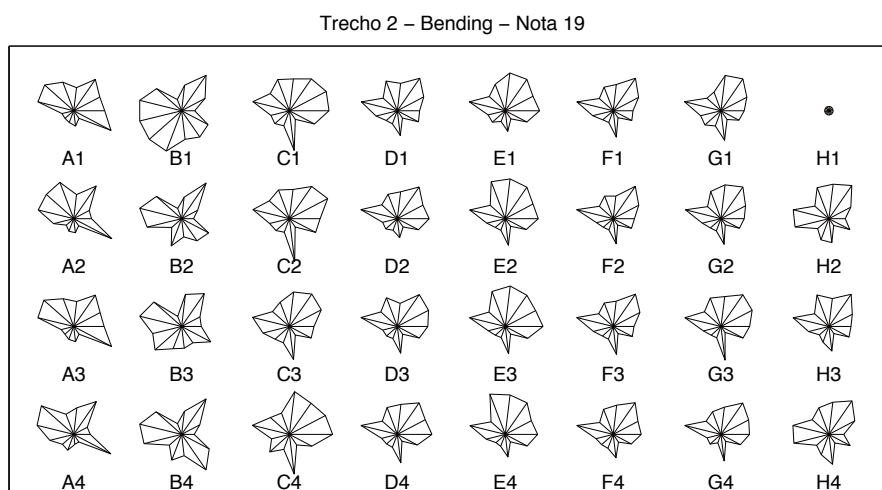 Trecho 2 – Bending – Nota 19
A1 B1 C1 D1 E1 F1 G1 H1
A2 B2 C2 D2 E2 F2 G2 H2
A3 B3 C3 D3 E3 F3 G3 H3
A4 B4 C4 D4 E4 F4 G4 H4